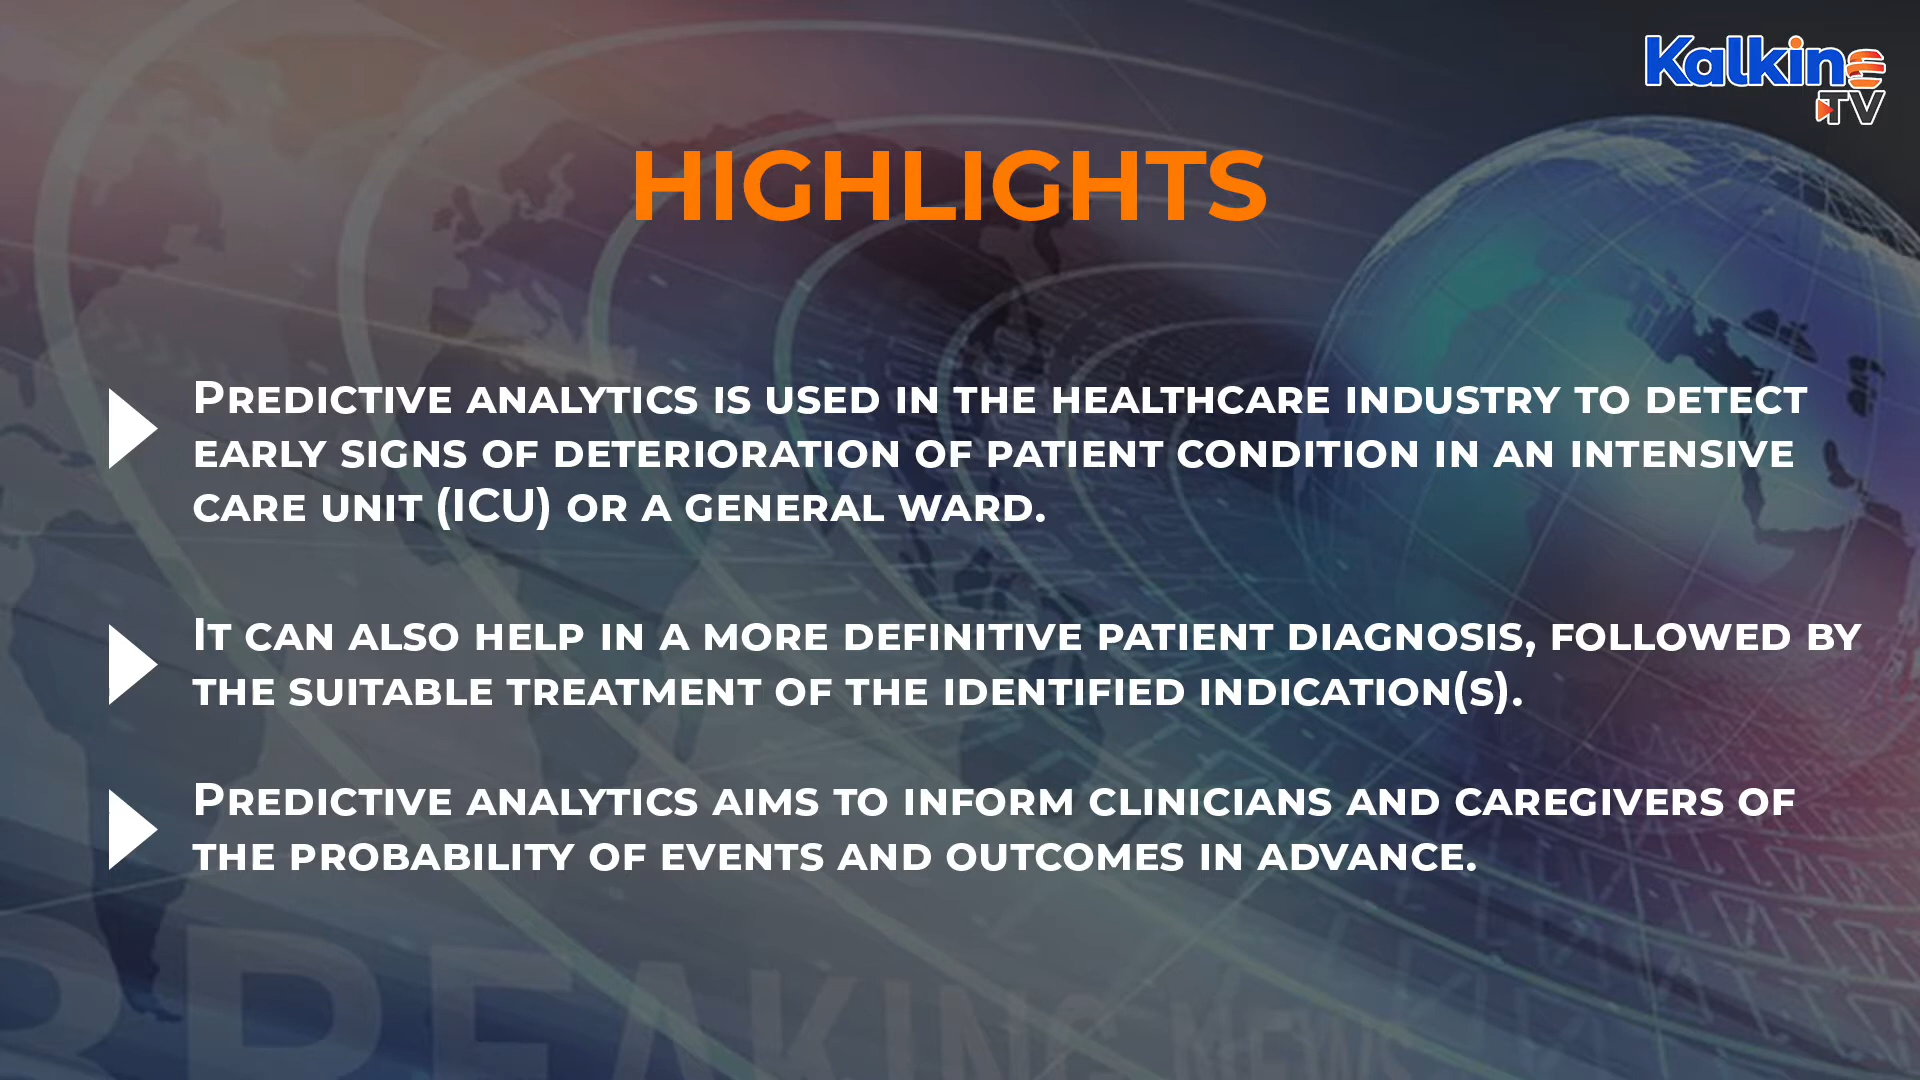 Kalkine
TV
HIGHLIGHTS
Predictive analytics is used in the healthcare industry to detect
early signs of deterioration of patient condition in an intensive
care unit (ICU) or a general ward.
It can also help in a more definitive patient diagnosis, followed by
the suitable treatment of the identified indication(s).
Predictive analytics aims to inform clinicians and caregivers of
the probability of events and outcomes in advance.
BREAKING NEWS